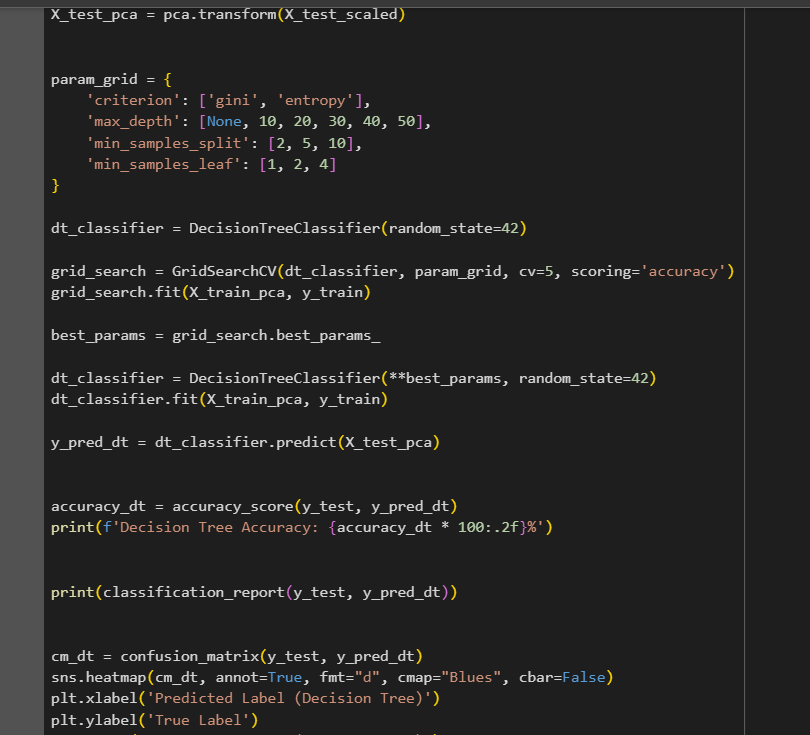 X_test_pca = pca.transform(X_test_scaled)
param_grid = {
    'criterion': ['gini', 'entropy'],
    'max_depth': [None, 10, 20, 30, 40, 50],
    'min_samples_split': [2, 5, 10],
    'min_samples_leaf': [1, 2, 4]
}
dt_classifier = DecisionTreeClassifier(random_state=42)
grid_search = GridSearchCV(dt_classifier, param_grid, cv=5, scoring='accuracy')
grid_search.fit(X_train_pca, y_train)
best_params = grid_search.best_params_
dt_classifier = DecisionTreeClassifier(**best_params, random_state=42)
dt_classifier.fit(X_train_pca, y_train)
y_pred_dt = dt_classifier.predict(X_test_pca)
accuracy_dt = accuracy_score(y_test, y_pred_dt)
print(f'Decision Tree Accuracy: {accuracy_dt * 100:.2f}%')
print(classification_report(y_test, y_pred_dt))
cm_dt = confusion_matrix(y_test, y_pred_dt)
sns.heatmap(cm_dt, annot=True, fmt="d", cmap="Blues", cbar=False)
plt.xlabel('Predicted Label (Decision Tree)')
plt.ylabel('True Label')